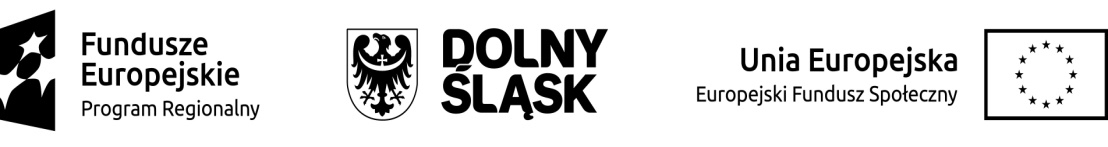 Fundusze
Europejskie
Program Regionalny
DOLNY
ŚLĄSK
Unia Europejska
Europejski Fundusz Społeczny